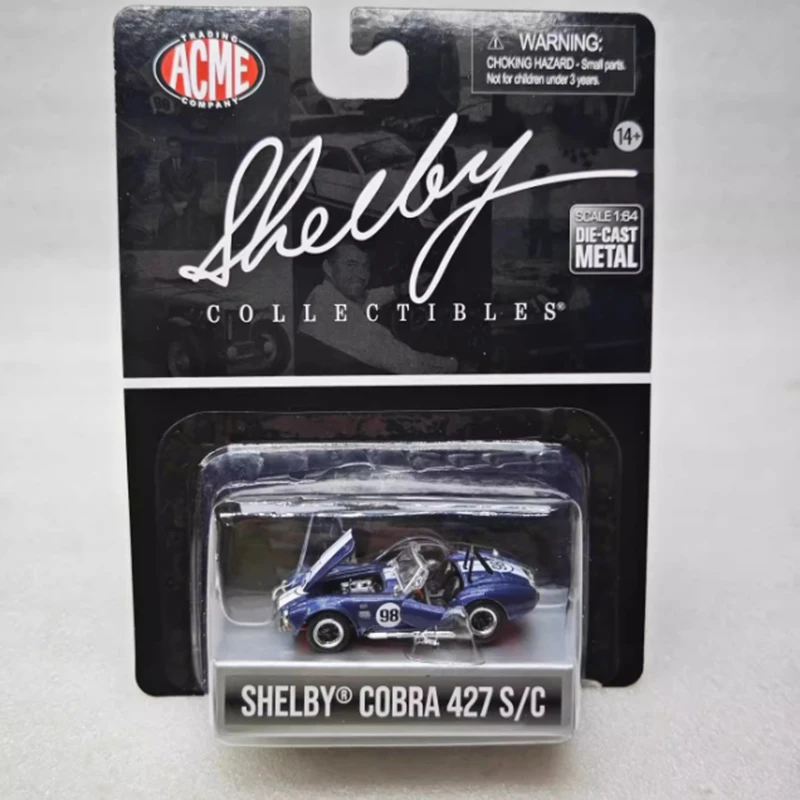 TRADING
ACME
COMPANY
WARNING:
CHOKING HAZARD - Small parts.
Not for children under 3 years.
14+
Shelby
SCALE 1:64
DIE-CAST
METAL
COLLECTIBLES®
98
98
SHELBY® COBRA 427 S/C